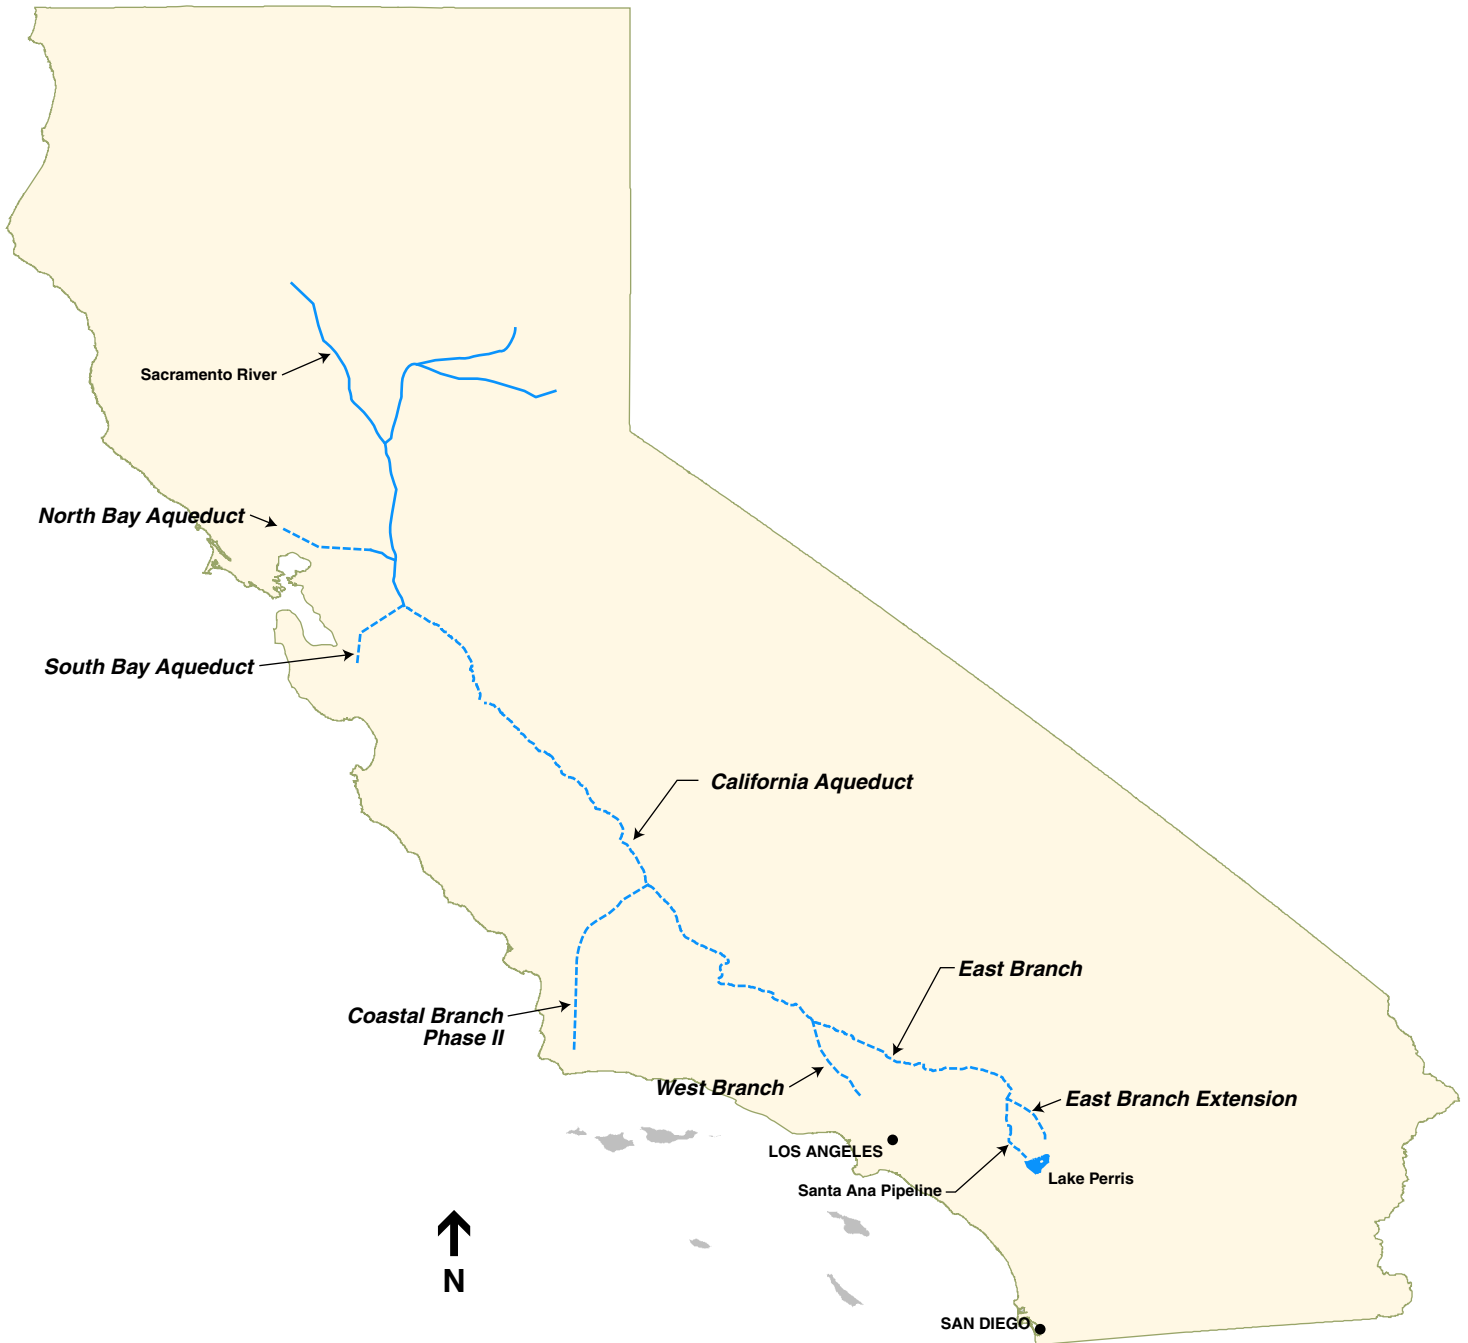 Sacramento River
North Bay Aqueduct
South Bay Aqueduct
California Aqueduct
East Branch
Coastal Branch
Phase II
West Branch
East Branch Extension
LOS ANGELES
Lake Perris
Santa Ana Pipeline
N
SAN DIEGO